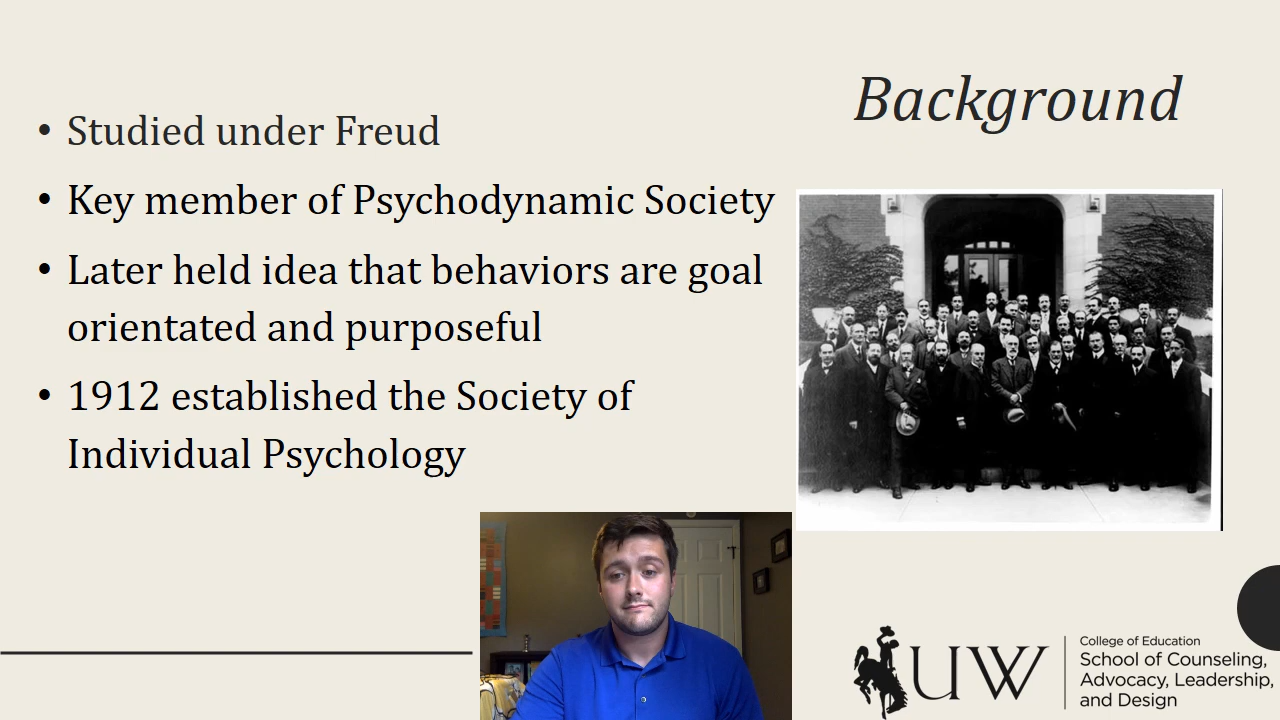 Background
• Studied under Freud
• Key member of Psychodynamic Society
• Later held idea that behaviors are goal
orientated and purposeful
• 1912 established the Society of
Individual Psychology
UW
College of Education
School of Counseling,
Advocacy, Leadership,
and Design